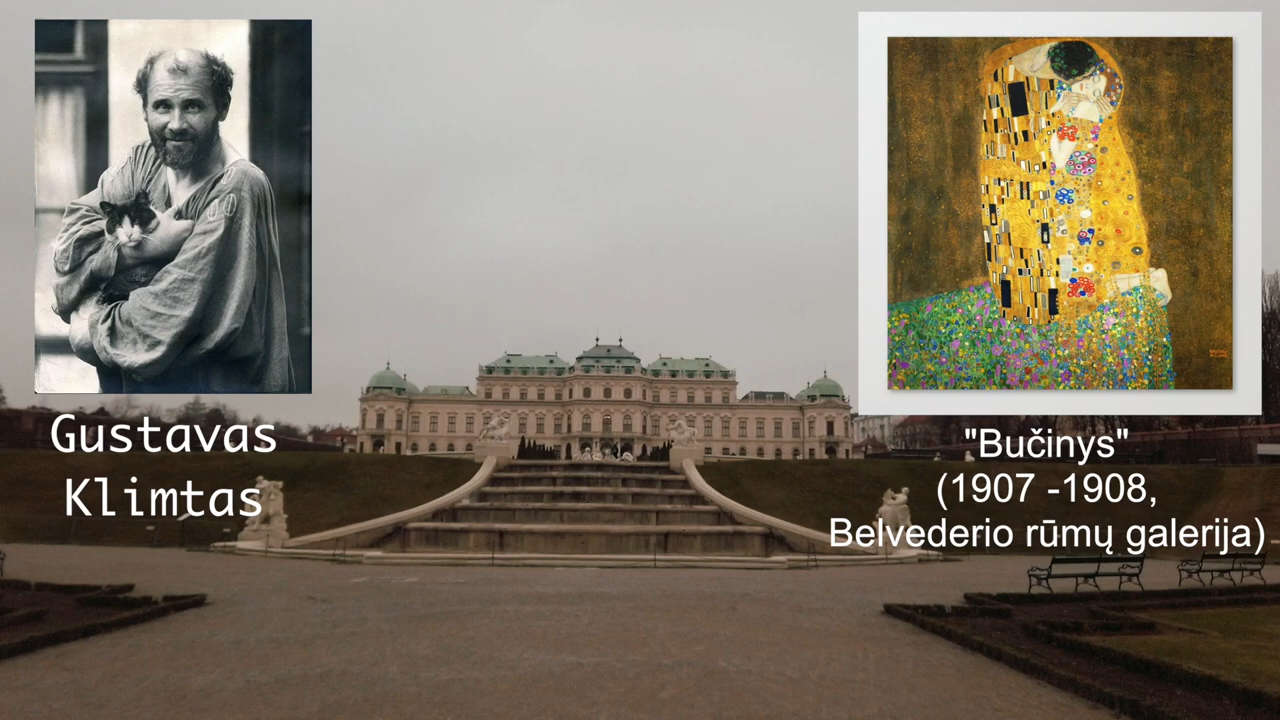 Gustavas
Klimtas
"Bučinys"
(1907 -1908,
Belvederio rūmų galerija)